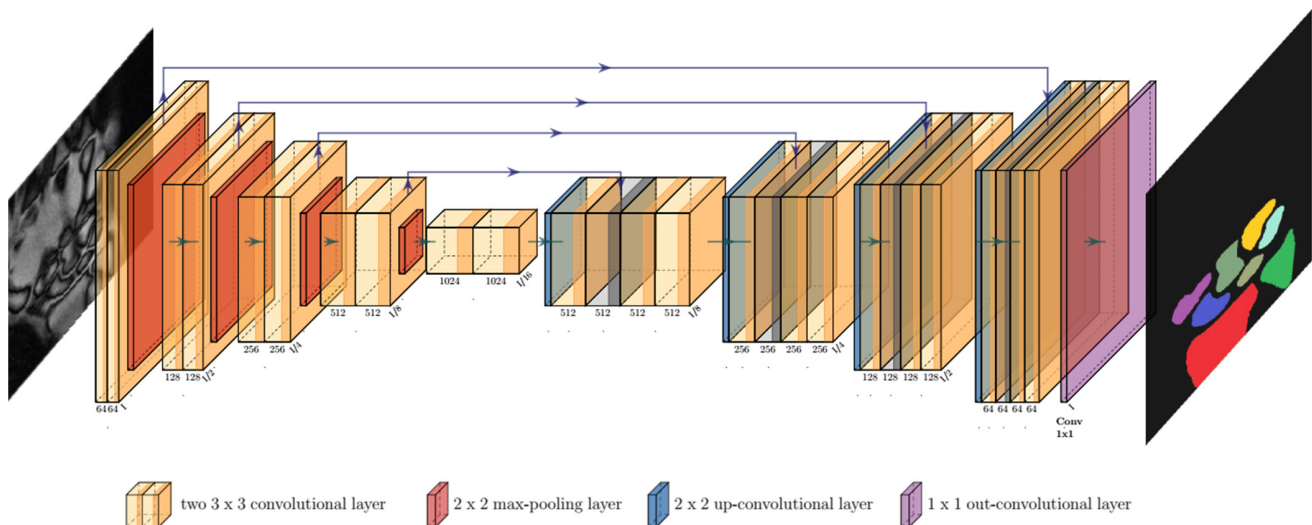 64 64 1
128 128 1/2
256 256 1/4
512 512 1/8
1024 1024 1/16
512 512 512 512 1/8
256 256 256 256 1/4
128 128 128 128 1/2
64 64 64 64
1
Conv
1x1
two 3 x 3 convolutional layer
2 x 2 max-pooling layer
2 x 2 up-convolutional layer
1 x 1 out-convolutional layer